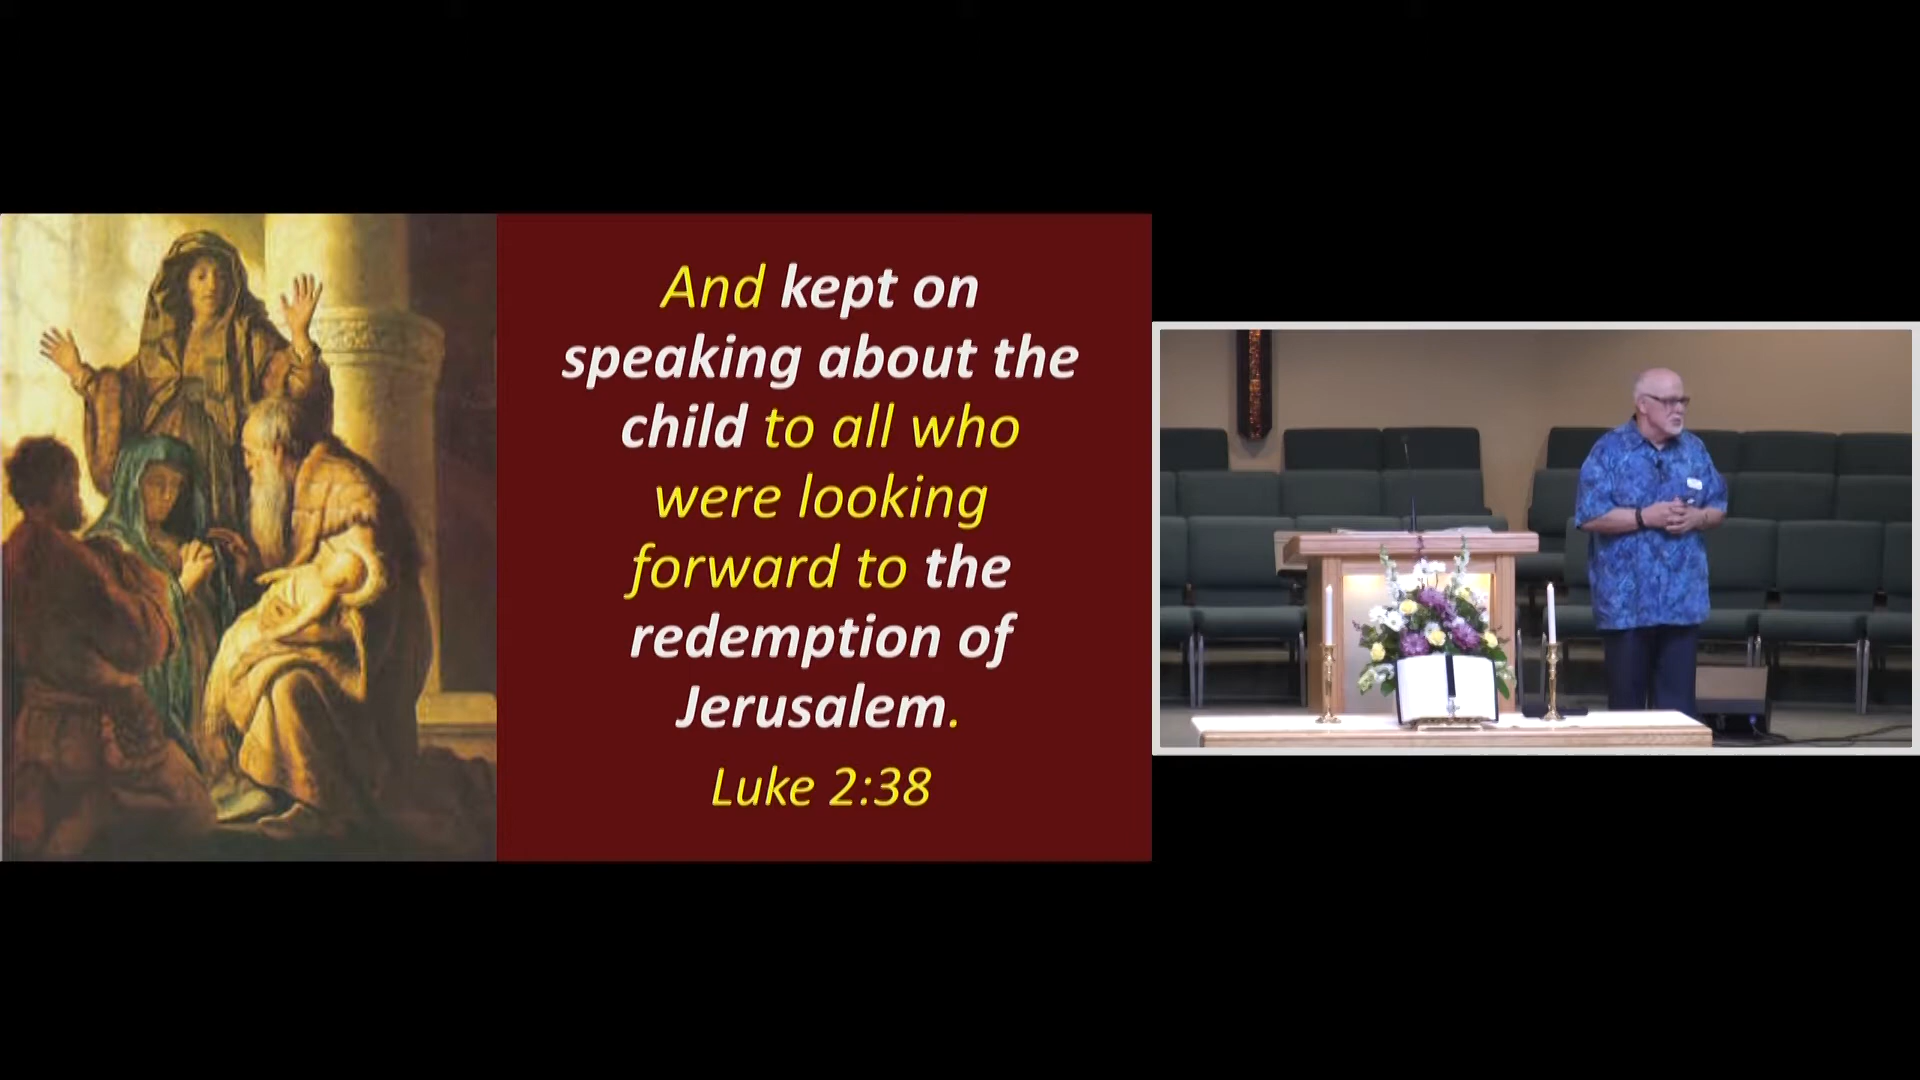 And kept on
speaking about the
child to all who
were looking
forward to the
redemption of
Jerusalem.
Luke 2:38